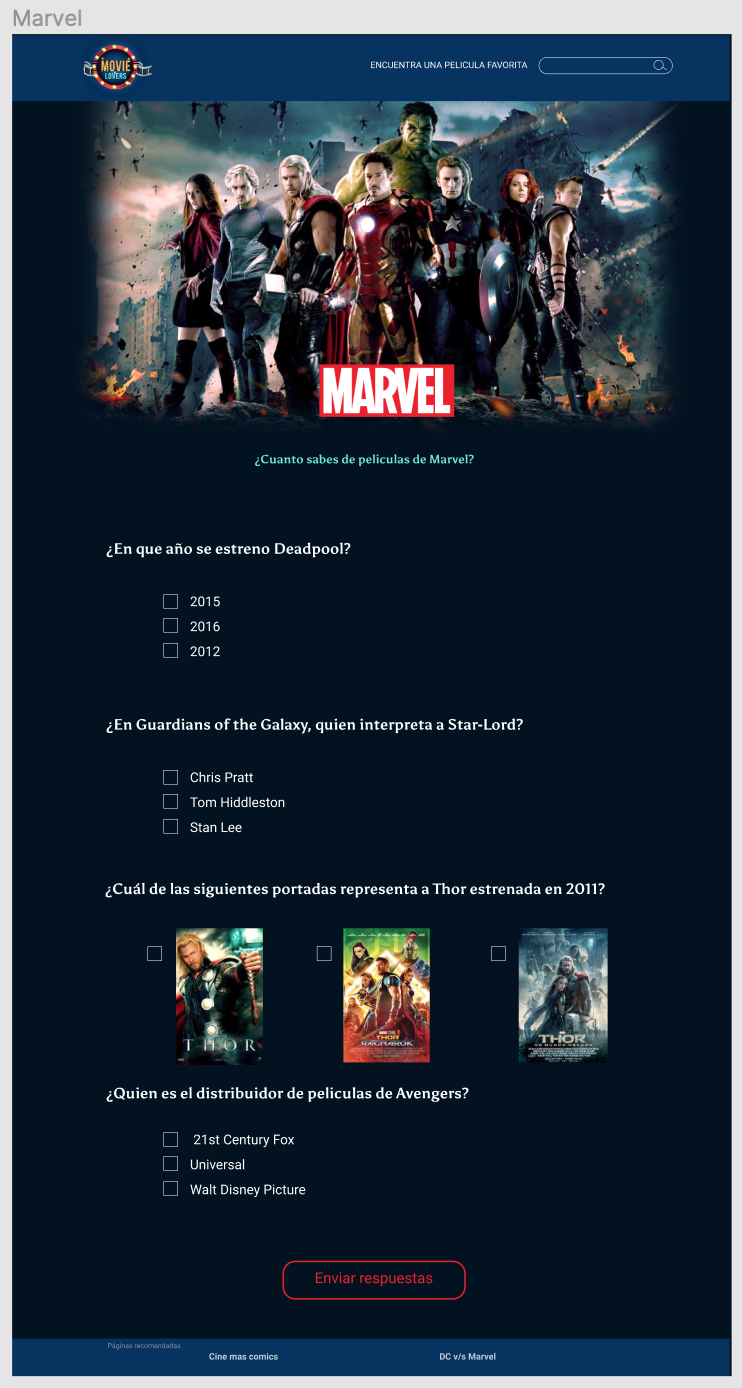 Marvel
MOVIE
LOVERS
ENCUENTRA UNA PELICULA FAVORITA
MARVEL
¿Cuanto sabes de peliculas de Marvel?
¿En que año se estreno Deadpool?
2015
2016
2012
¿En Guardians of the Galaxy, quien interpreta a Star-Lord?
Chris Pratt
Tom Hiddleston
Stan Lee
¿Cuál de las siguientes portadas representa a Thor estrenada en 2011?
THOR
THOR
RAGNAROK
THOR
UN MUNDO OSCURO
¿Quien es el distribuidor de peliculas de Avengers?
21st Century Fox
Universal
Walt Disney Picture
Enviar respuestas
Páginas recomendadas
Cine mas comics
DC v/s Marvel